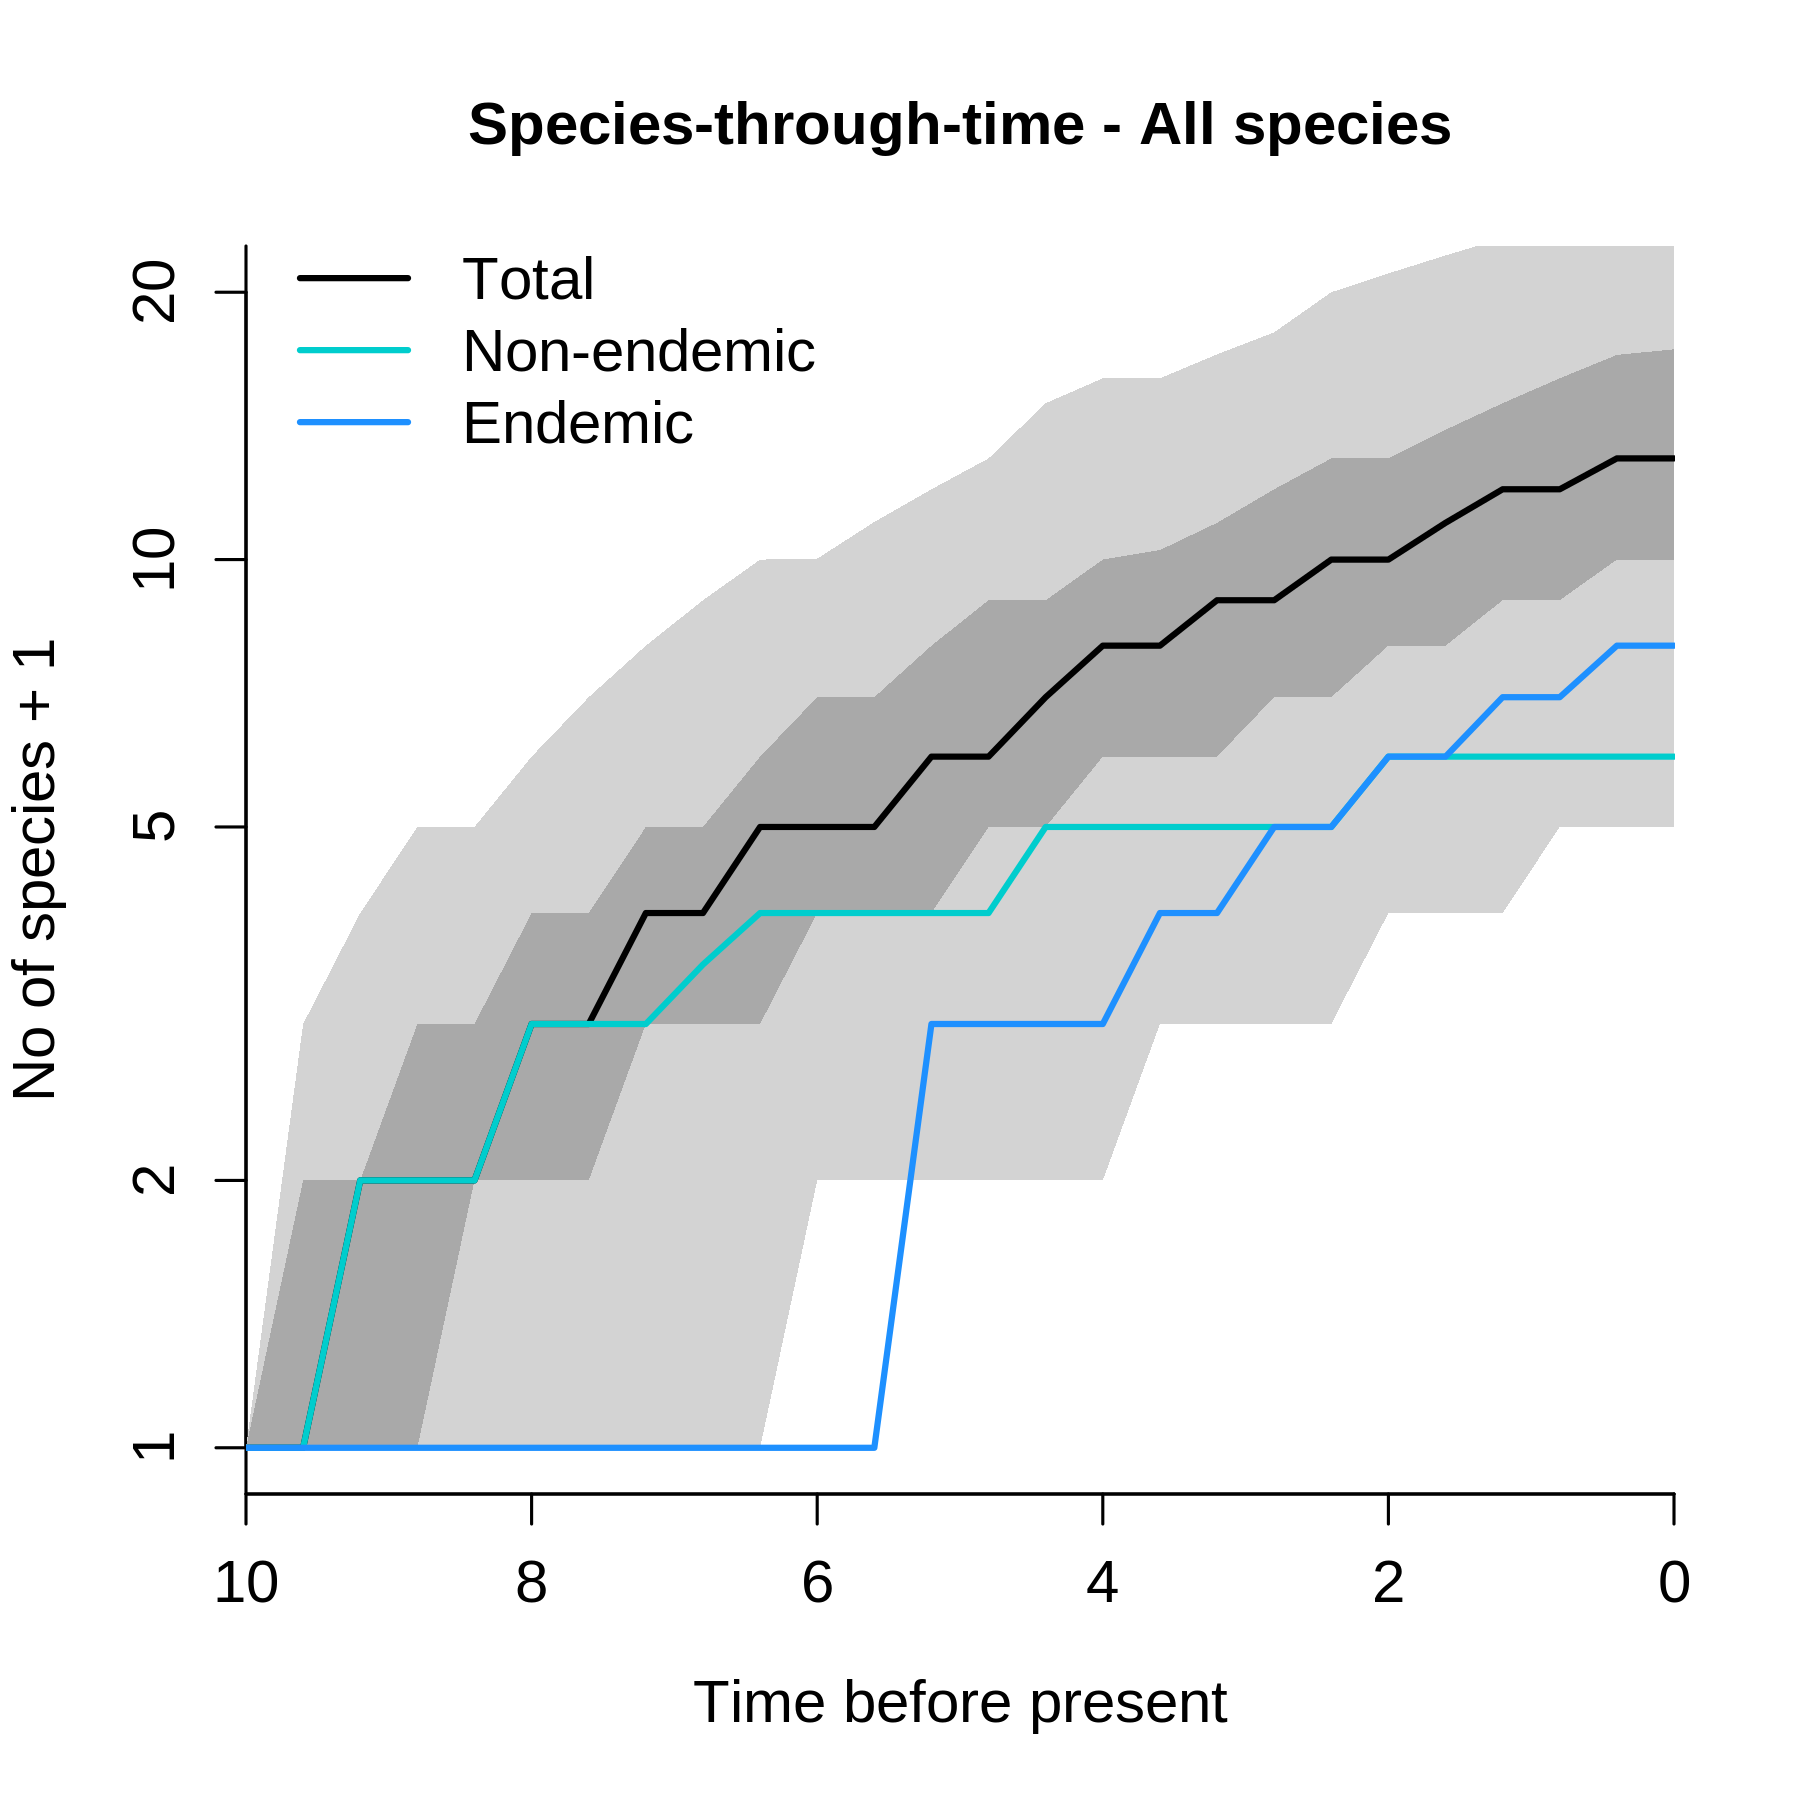 Species-through-time - All species
Total
Non-endemic
Endemic
No of species + 1
20
10
5
2
1
10 8 6 4 2 0
Time before present